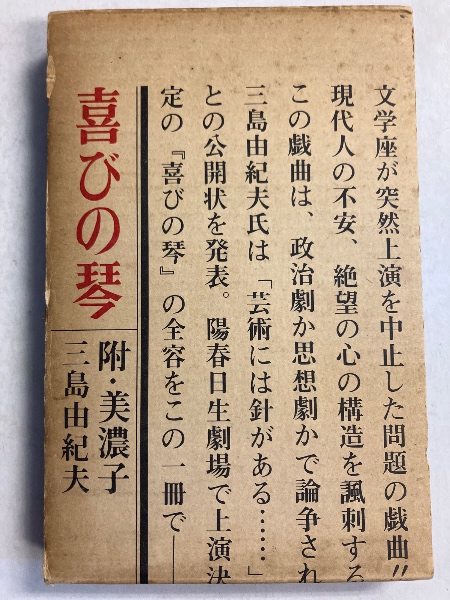 文学座が突然上演を中止した問題の戯曲!!
現代人の不安、絶望の心の構造を諷刺する
この戯曲は、政治劇か思想劇かで論争され
三島由紀夫氏は「芸術には針がある……」
との公開状を発表。陽春日生劇場で上演決
定の『喜びの琴』の全容をこの一冊で——
喜びの琴
附・美濃子
三島由紀夫